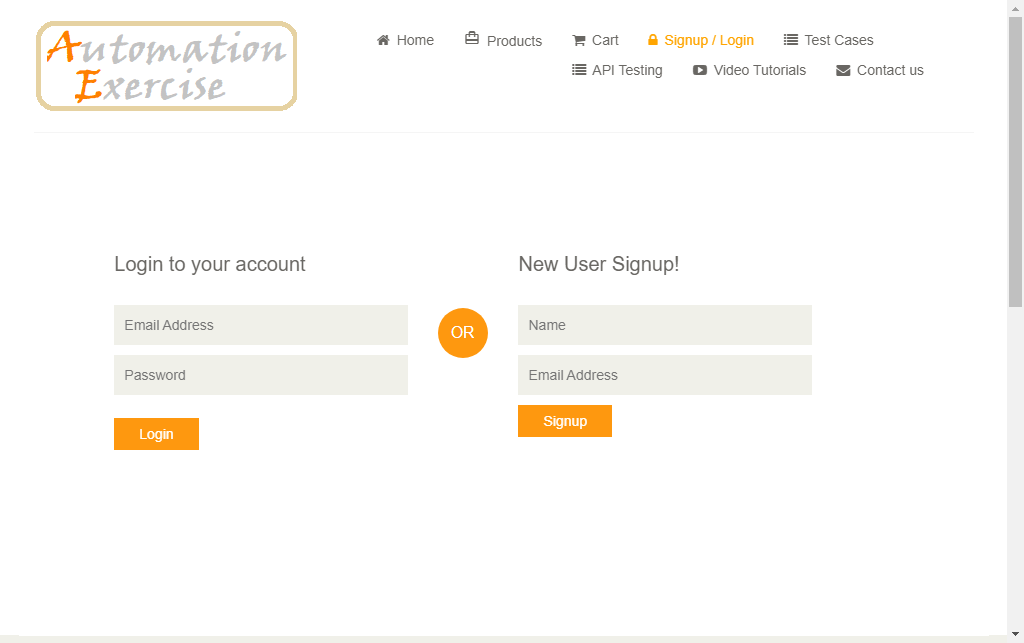 Automation
Exercise
Home
Products
Cart
Signup / Login
Test Cases
API Testing
Video Tutorials
Contact us
Login to your account
Email Address
Password
Login
OR
New User Signup!
Name
Email Address
Signup